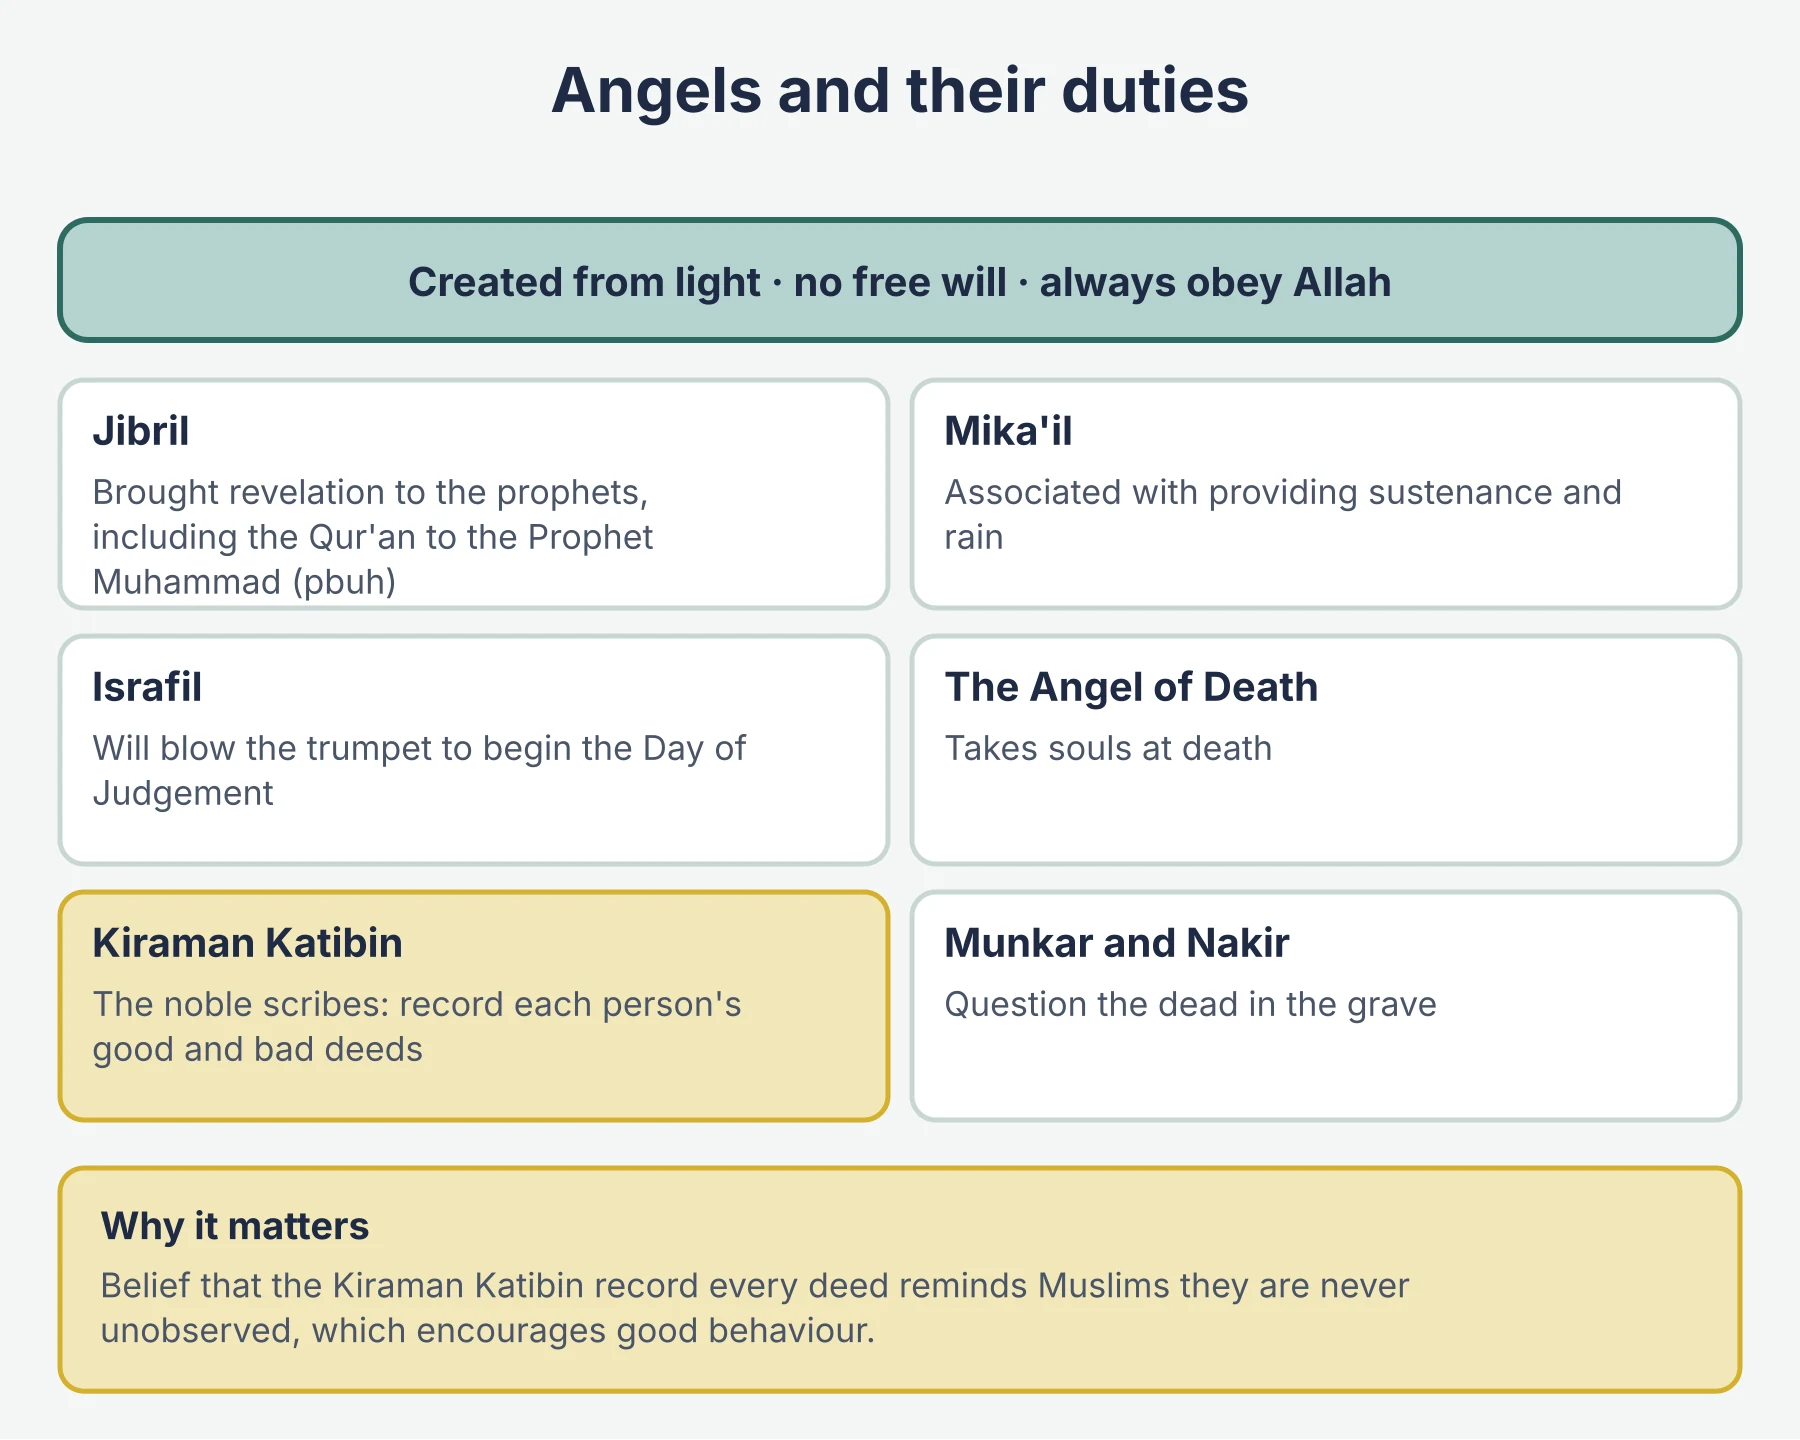 Angels and their duties
Created from light · no free will · always obey Allah
Jibril
Brought revelation to the prophets,
including the Qur'an to the Prophet
Muhammad (pbuh)
Mika'il
Associated with providing sustenance and
rain
Israfil
Will blow the trumpet to begin the Day of
Judgement
The Angel of Death
Takes souls at death
Kiraman Katibin
The noble scribes: record each person's
good and bad deeds
Munkar and Nakir
Question the dead in the grave
Why it matters
Belief that the Kiraman Katibin record every deed reminds Muslims they are never
unobserved, which encourages good behaviour.